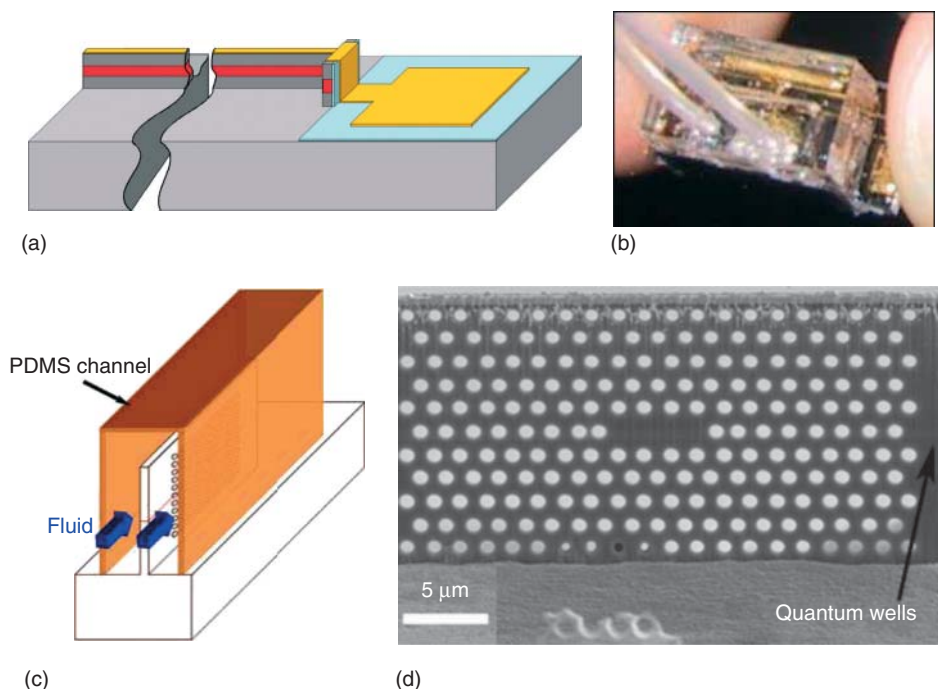 (a)
(b)
PDMS channel
Fluid
5 μm
Quantum wells
(c)
(d)